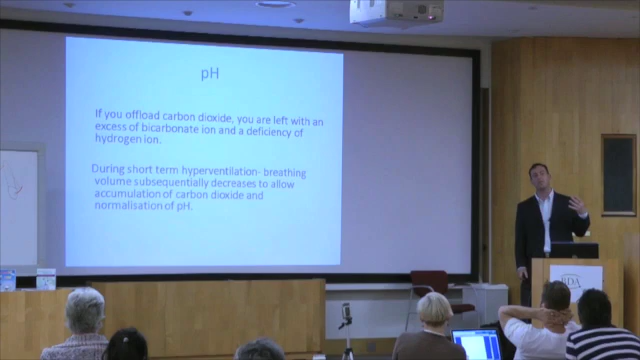 pH
If you offload carbon dioxide, you are left with an
excess of bicarbonate ion and a deficiency of
hydrogen ion.
During short term hyperventilation- breathing
volume subsequentially decreases to allow
accumulation of carbon dioxide and
normalisation of pH.
BDA